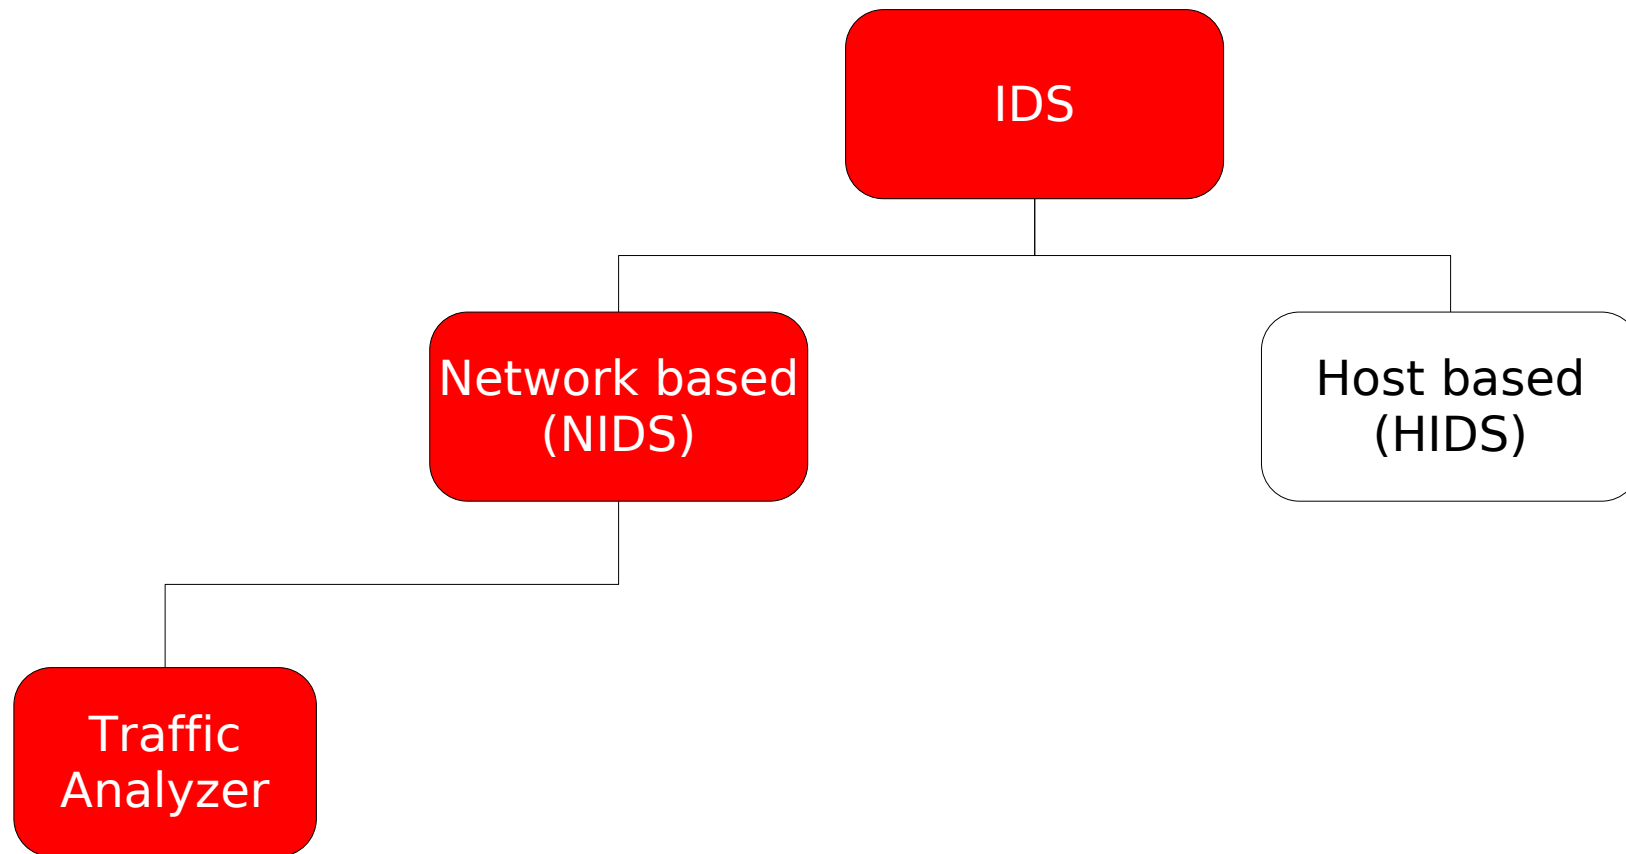 IDS
Network based
(NIDS)
Host based
(HIDS)
Traffic
Analyzer